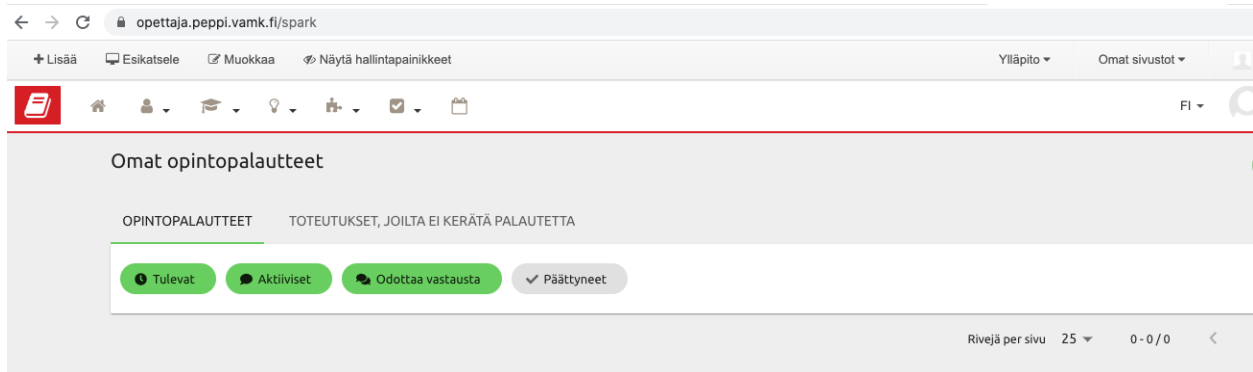 opettaja.peppi.vamk.fi/spark
Lisää Esikatsele Muokkaa Näytä hallintapainikkeet Ylläpito Omat sivustot
FI
Omat opintopalautteet
OPINTOPALAUTTEET TOTEUTUKSET, JOILTA EI KERÄTÄ PALAUTETTA
Tulevat Aktiiviset Odottaa vastausta Päättyneet
Rivejä per sivu 25 0 - 0 / 0